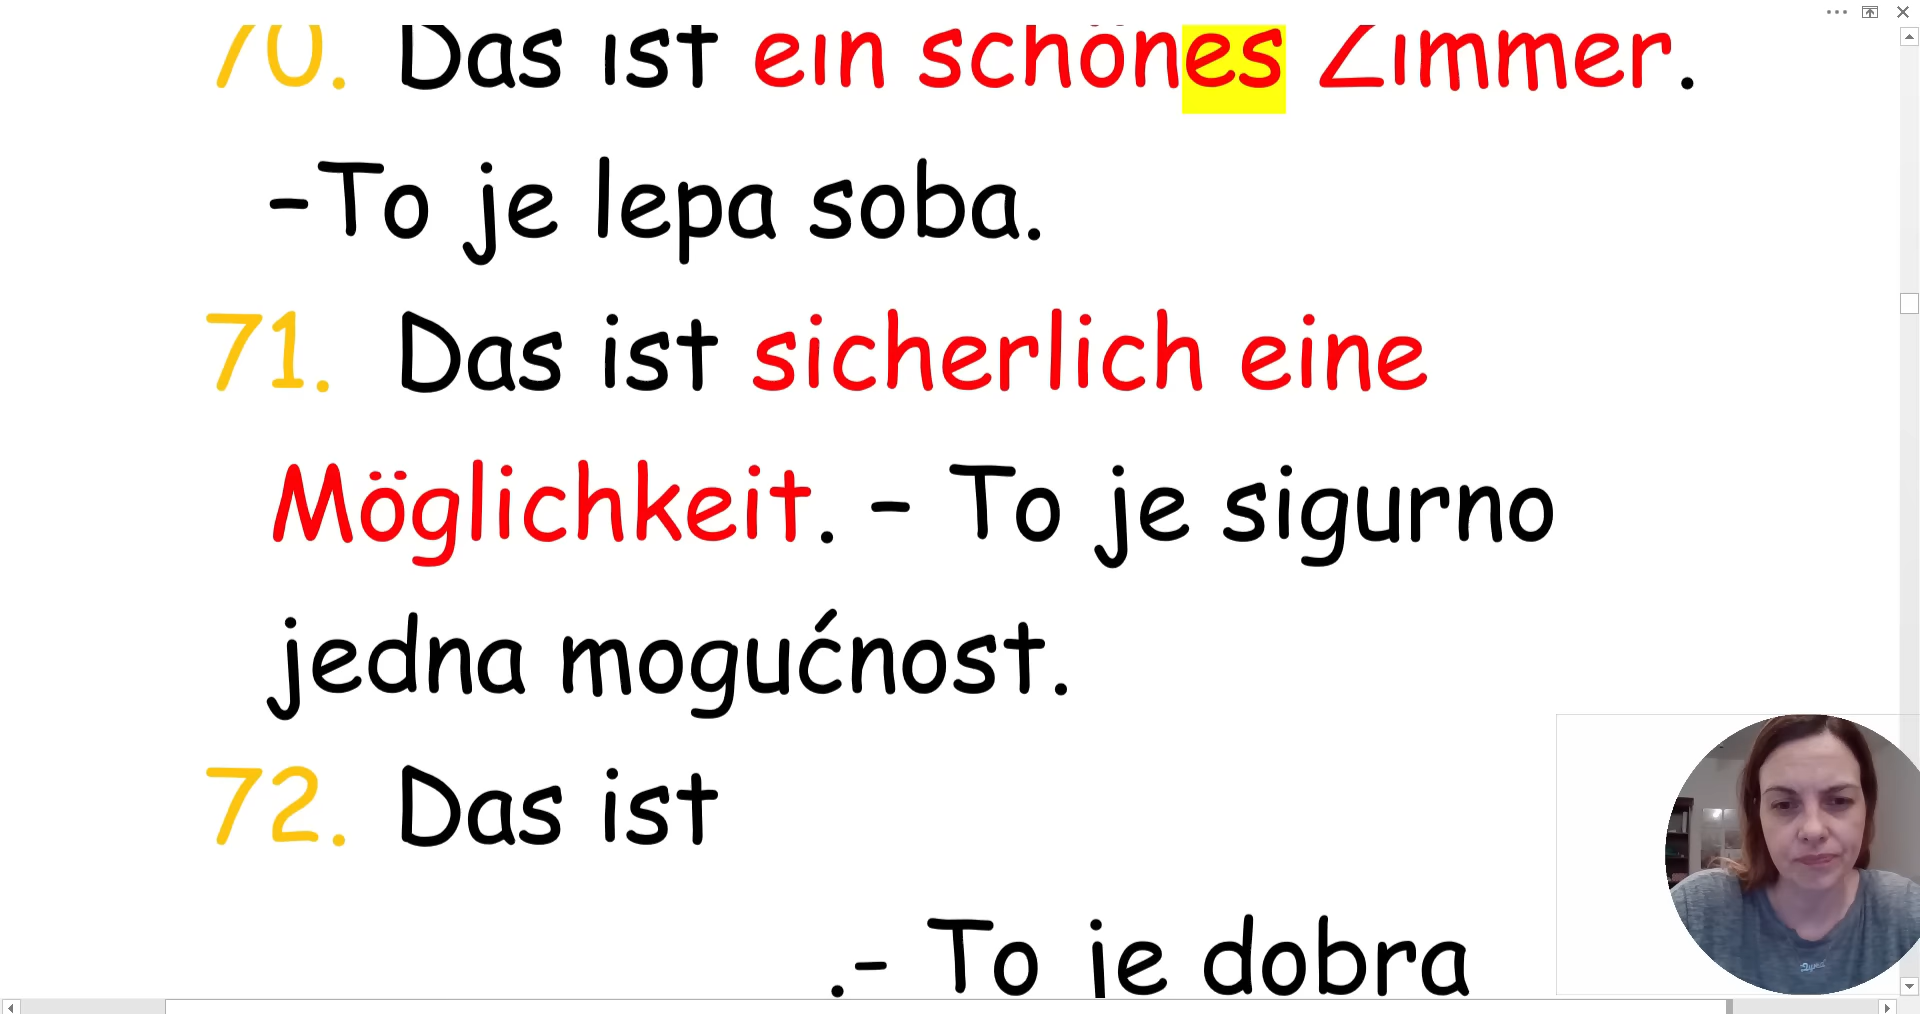 70. Das ist ein schönes Zimmer.
-To je lepa soba.
71. Das ist sicherlich eine
Möglichkeit. - To je sigurno
jedna mogućnost.
72. Das ist
.- To je dobra